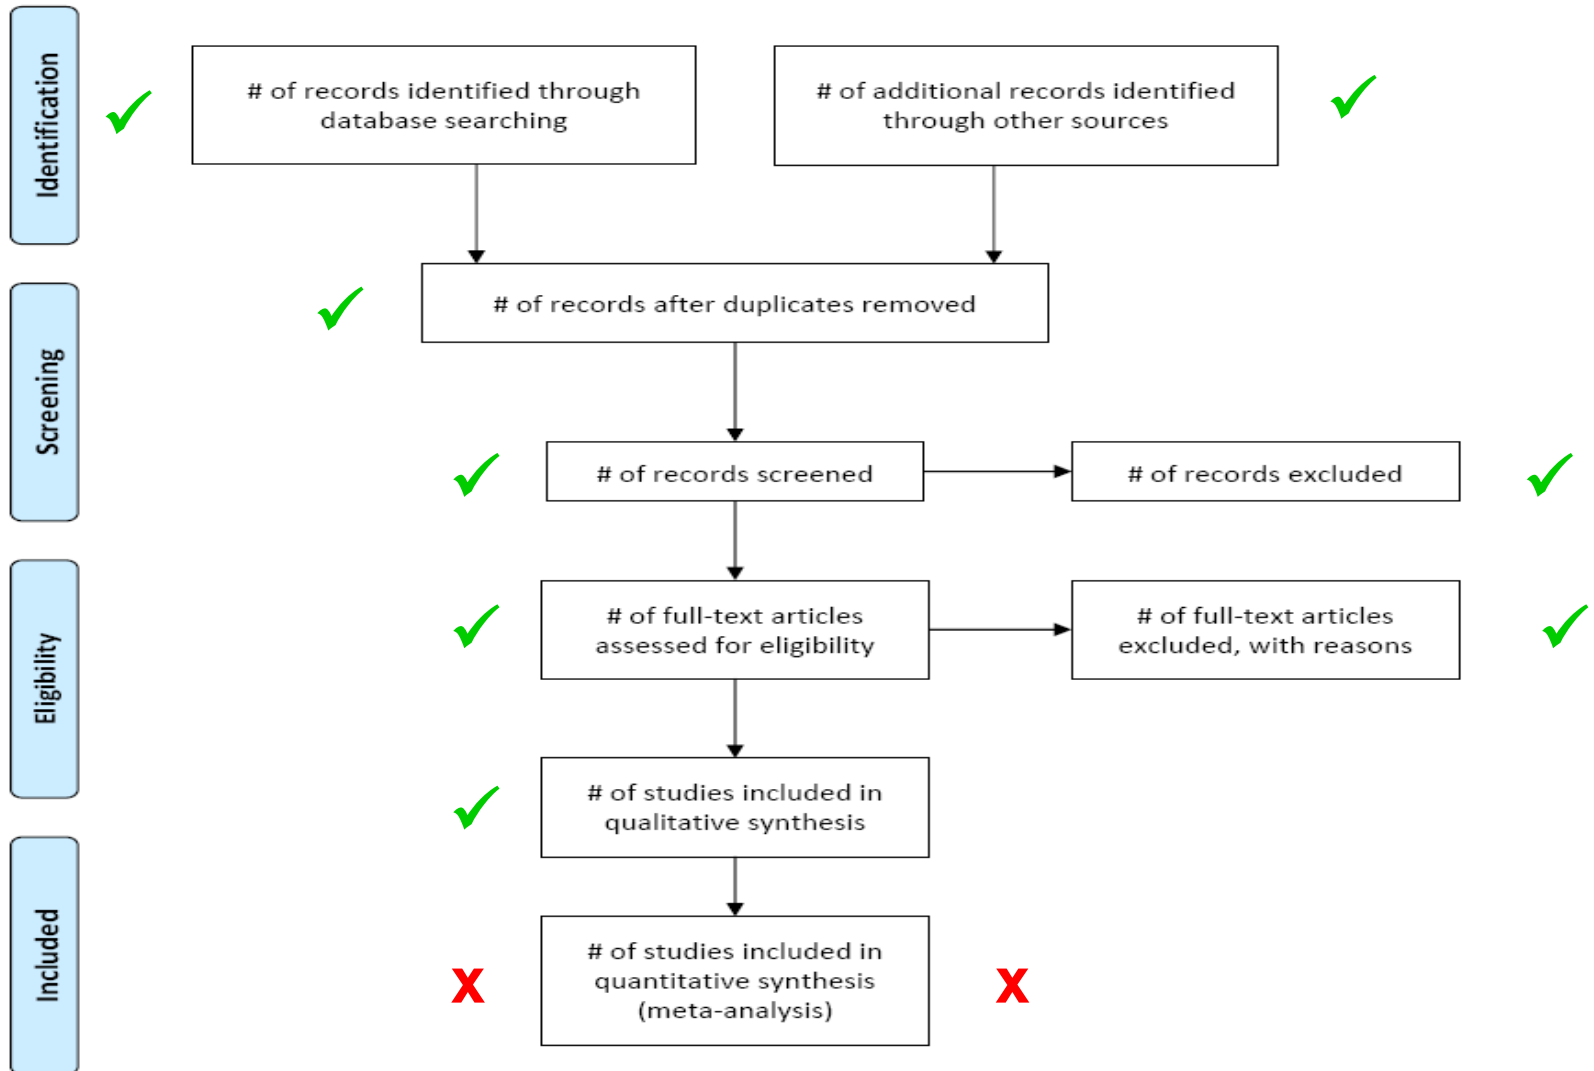 Identification
# of records identified through
database searching
# of additional records identified
through other sources
Screening
# of records after duplicates removed
# of records screened
# of records excluded
Eligibility
# of full-text articles
assessed for eligibility
# of full-text articles
excluded, with reasons
# of studies included in
qualitative synthesis
Included
# of studies included in
quantitative synthesis
(meta-analysis)
X
X